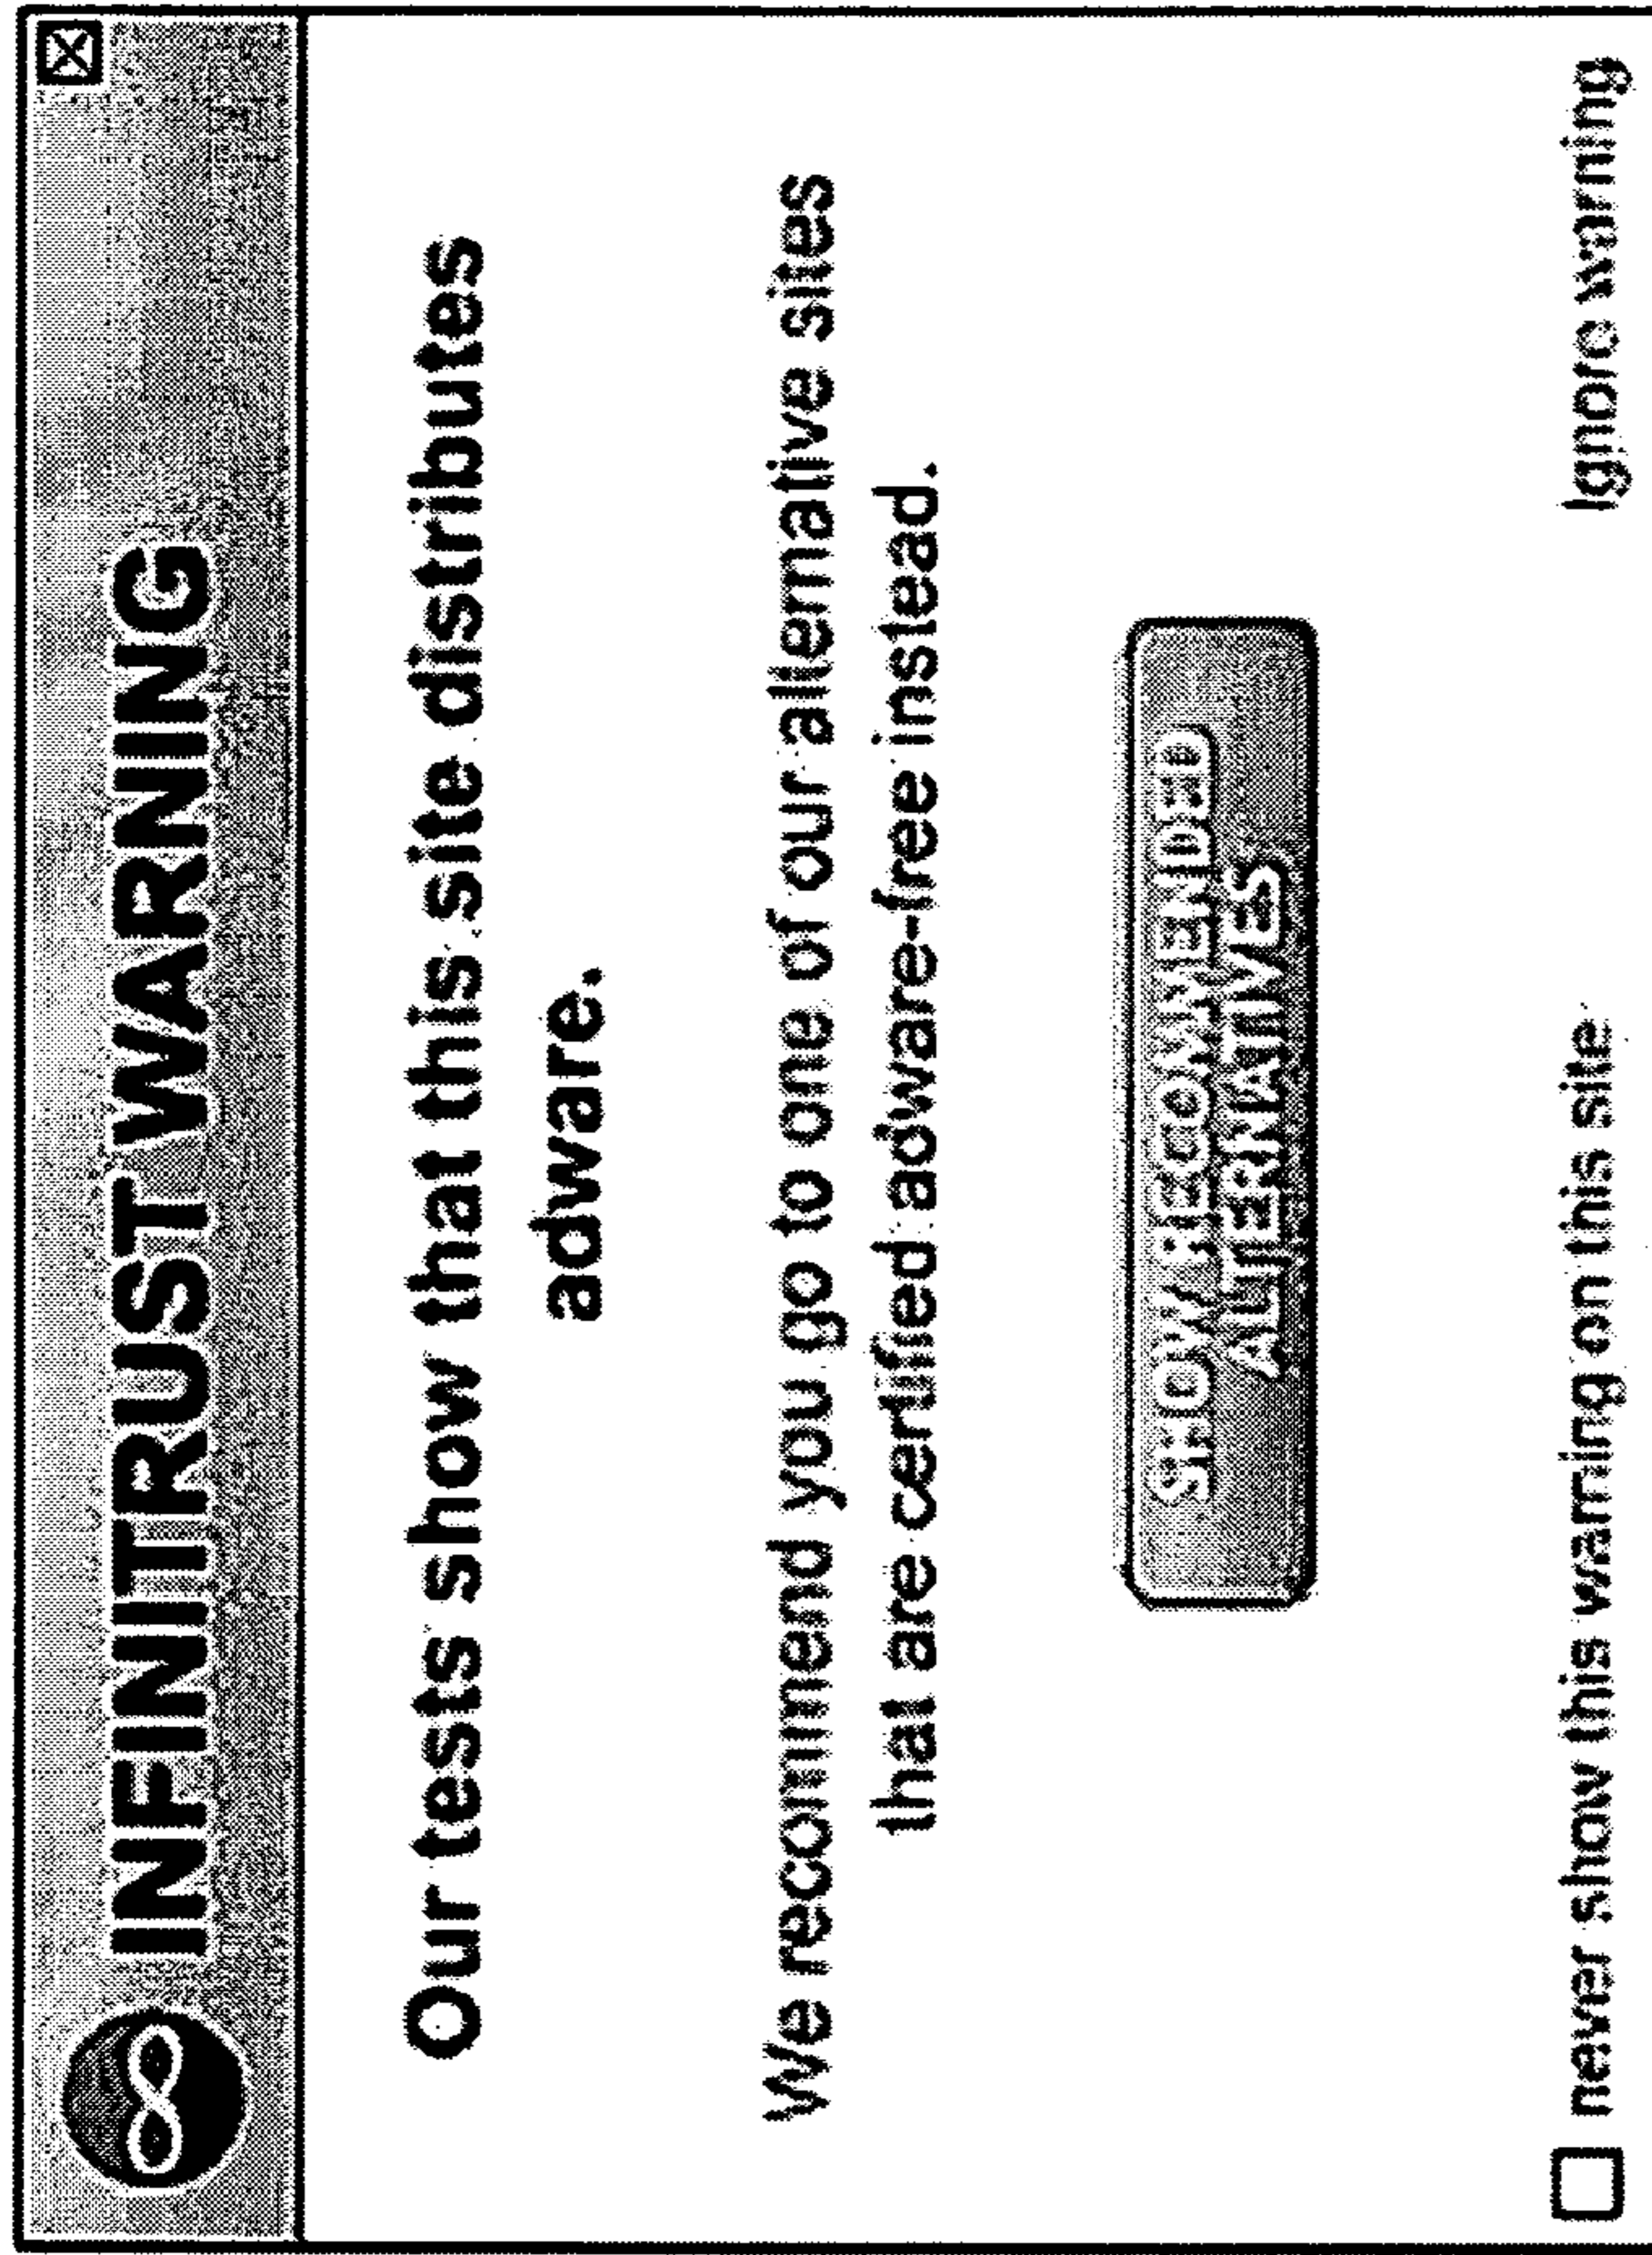 INFINITRUST WARNING
Our tests show that this site distributes
adware.
We recommend you go to one of our alternative sites
that are certified adware-free instead.
SHOW RECOMMENDED
ALTERNATIVES
never show this warning on this site
Ignore warning